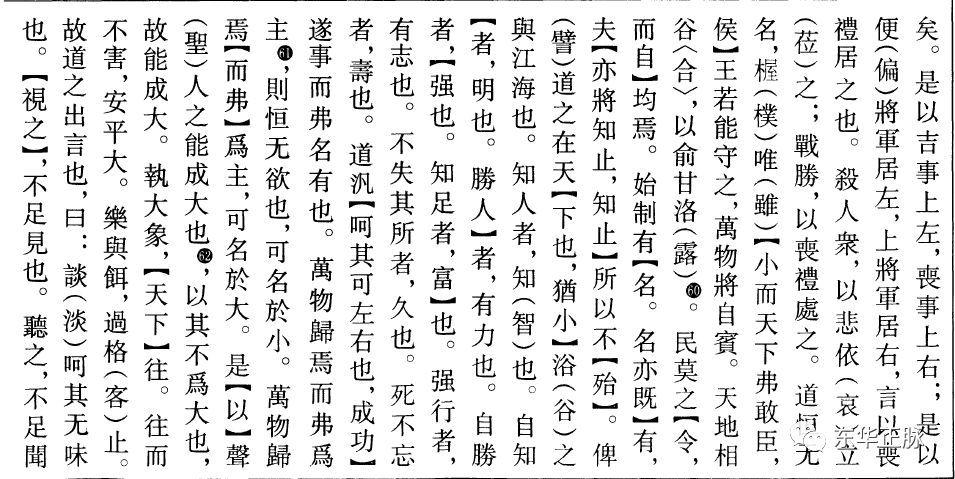 矣。是以吉事上左,喪事上右;是以
便(偏)將軍居左,上將軍居右,言以喪
禮居之也。殺人衆,以悲依(哀)立
(莅)之;戰勝,以喪禮處之。道恒无
名,楃(樸)唯(雖)【小而天下弗敢臣,
侯】王若能守之,萬物將自賓。天地相
谷〈合〉,以俞甘洛(露)60。民莫之【令,
而自】均焉。始制有【名。名亦既】有,
夫【亦將知止,知止】所以不【殆】。俾
(譬)道之在天【下也,猶小】浴(谷)之
與江海也。知人者,知(智)也。自知
【者,明也。勝人】者,有力也。自勝
者,【强也。知足者,富】也。强行者,
有志也。不失其所者,久也。死不忘
者,壽也。道汎【呵其可左右也,成功】
遂事而弗名有也。萬物歸焉而弗爲
主61,則恒无欲也,可名於小。萬物歸
焉【而弗】爲主,可名於大。是【以】聲
(聖)人之能成大也62,以其不爲大也,
故能成大。執大象,【天下】往。往而
不害,安平大。樂與餌,過格(客)止。
故道之出言也,曰:談(淡)呵其无味
也。【視之】,不足見也。聽之,不足聞
东华正脉